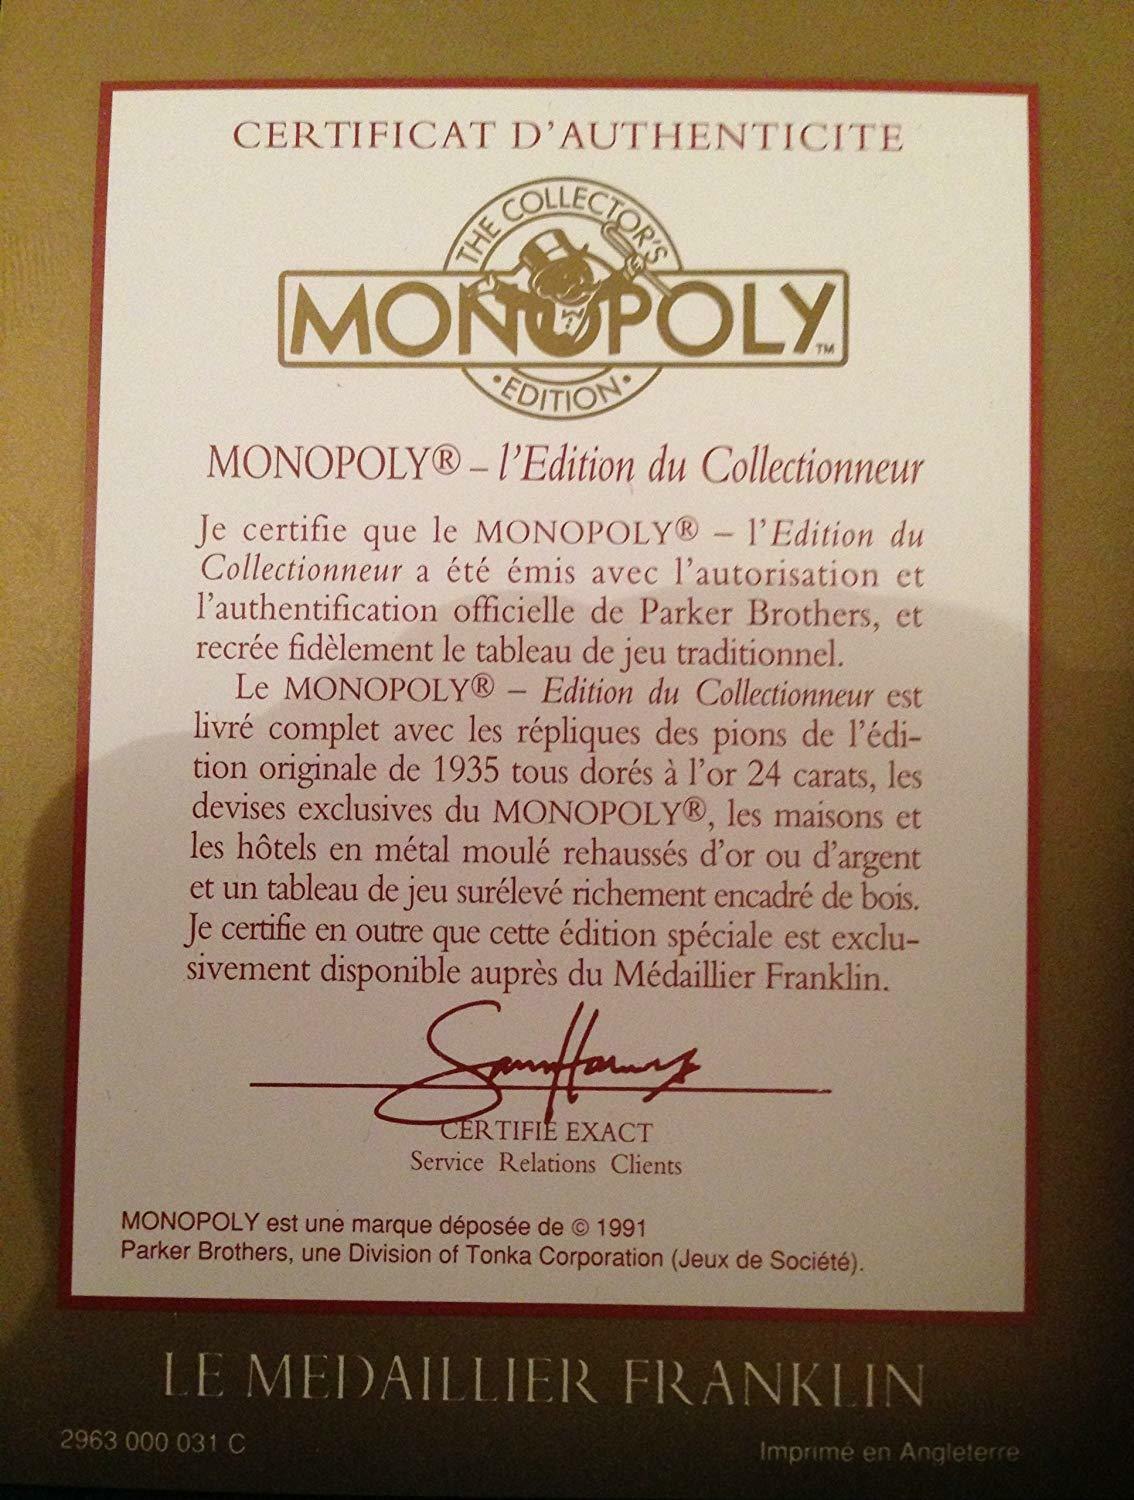 CERTIFICAT D'AUTHENTICITE
THE COLLECTOR'S
MONOPOLY™
• EDITION •
MONOPOLY® – l'Edition du Collectionneur
Je certifie que le MONOPOLY® – l'Edition du
Collectionneur a été émis avec l'autorisation et
l'authentification officielle de Parker Brothers, et
recrée fidèlement le tableau de jeu traditionnel.
Le MONOPOLY® – Edition du Collectionneur est
livré complet avec les répliques des pions de l'édi-
tion originale de 1935 tous dorés à l'or 24 carats, les
devises exclusives du MONOPOLY®, les maisons et
les hôtels en métal moulé rehaussés d'or ou d'argent
et un tableau de jeu surélevé richement encadré de bois.
Je certifie en outre que cette édition spéciale est exclu-
sivement disponible auprès du Médaillier Franklin.
CERTIFIÉ EXACT
Service Relations Clients
MONOPOLY est une marque déposée de © 1991
Parker Brothers, une Division of Tonka Corporation (Jeux de Société).
LE MEDAILLIER FRANKLIN
2963 000 031 C
Imprimé en Angleterre